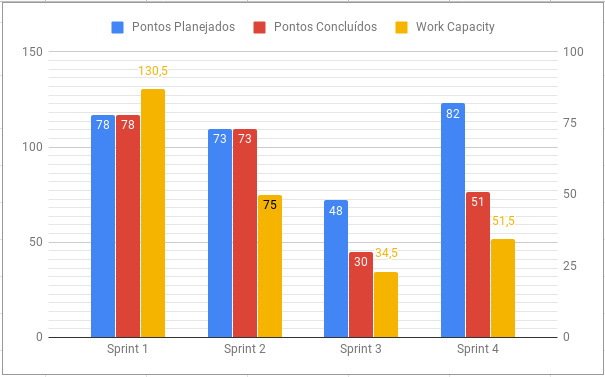 Pontos Planejados Pontos Concluídos Work Capacity
150 100
130,5
78 78 82
100 73 73 75
75
48 51 50
50 51,5
30 34,5
25
0 0
Sprint 1 Sprint 2 Sprint 3 Sprint 4